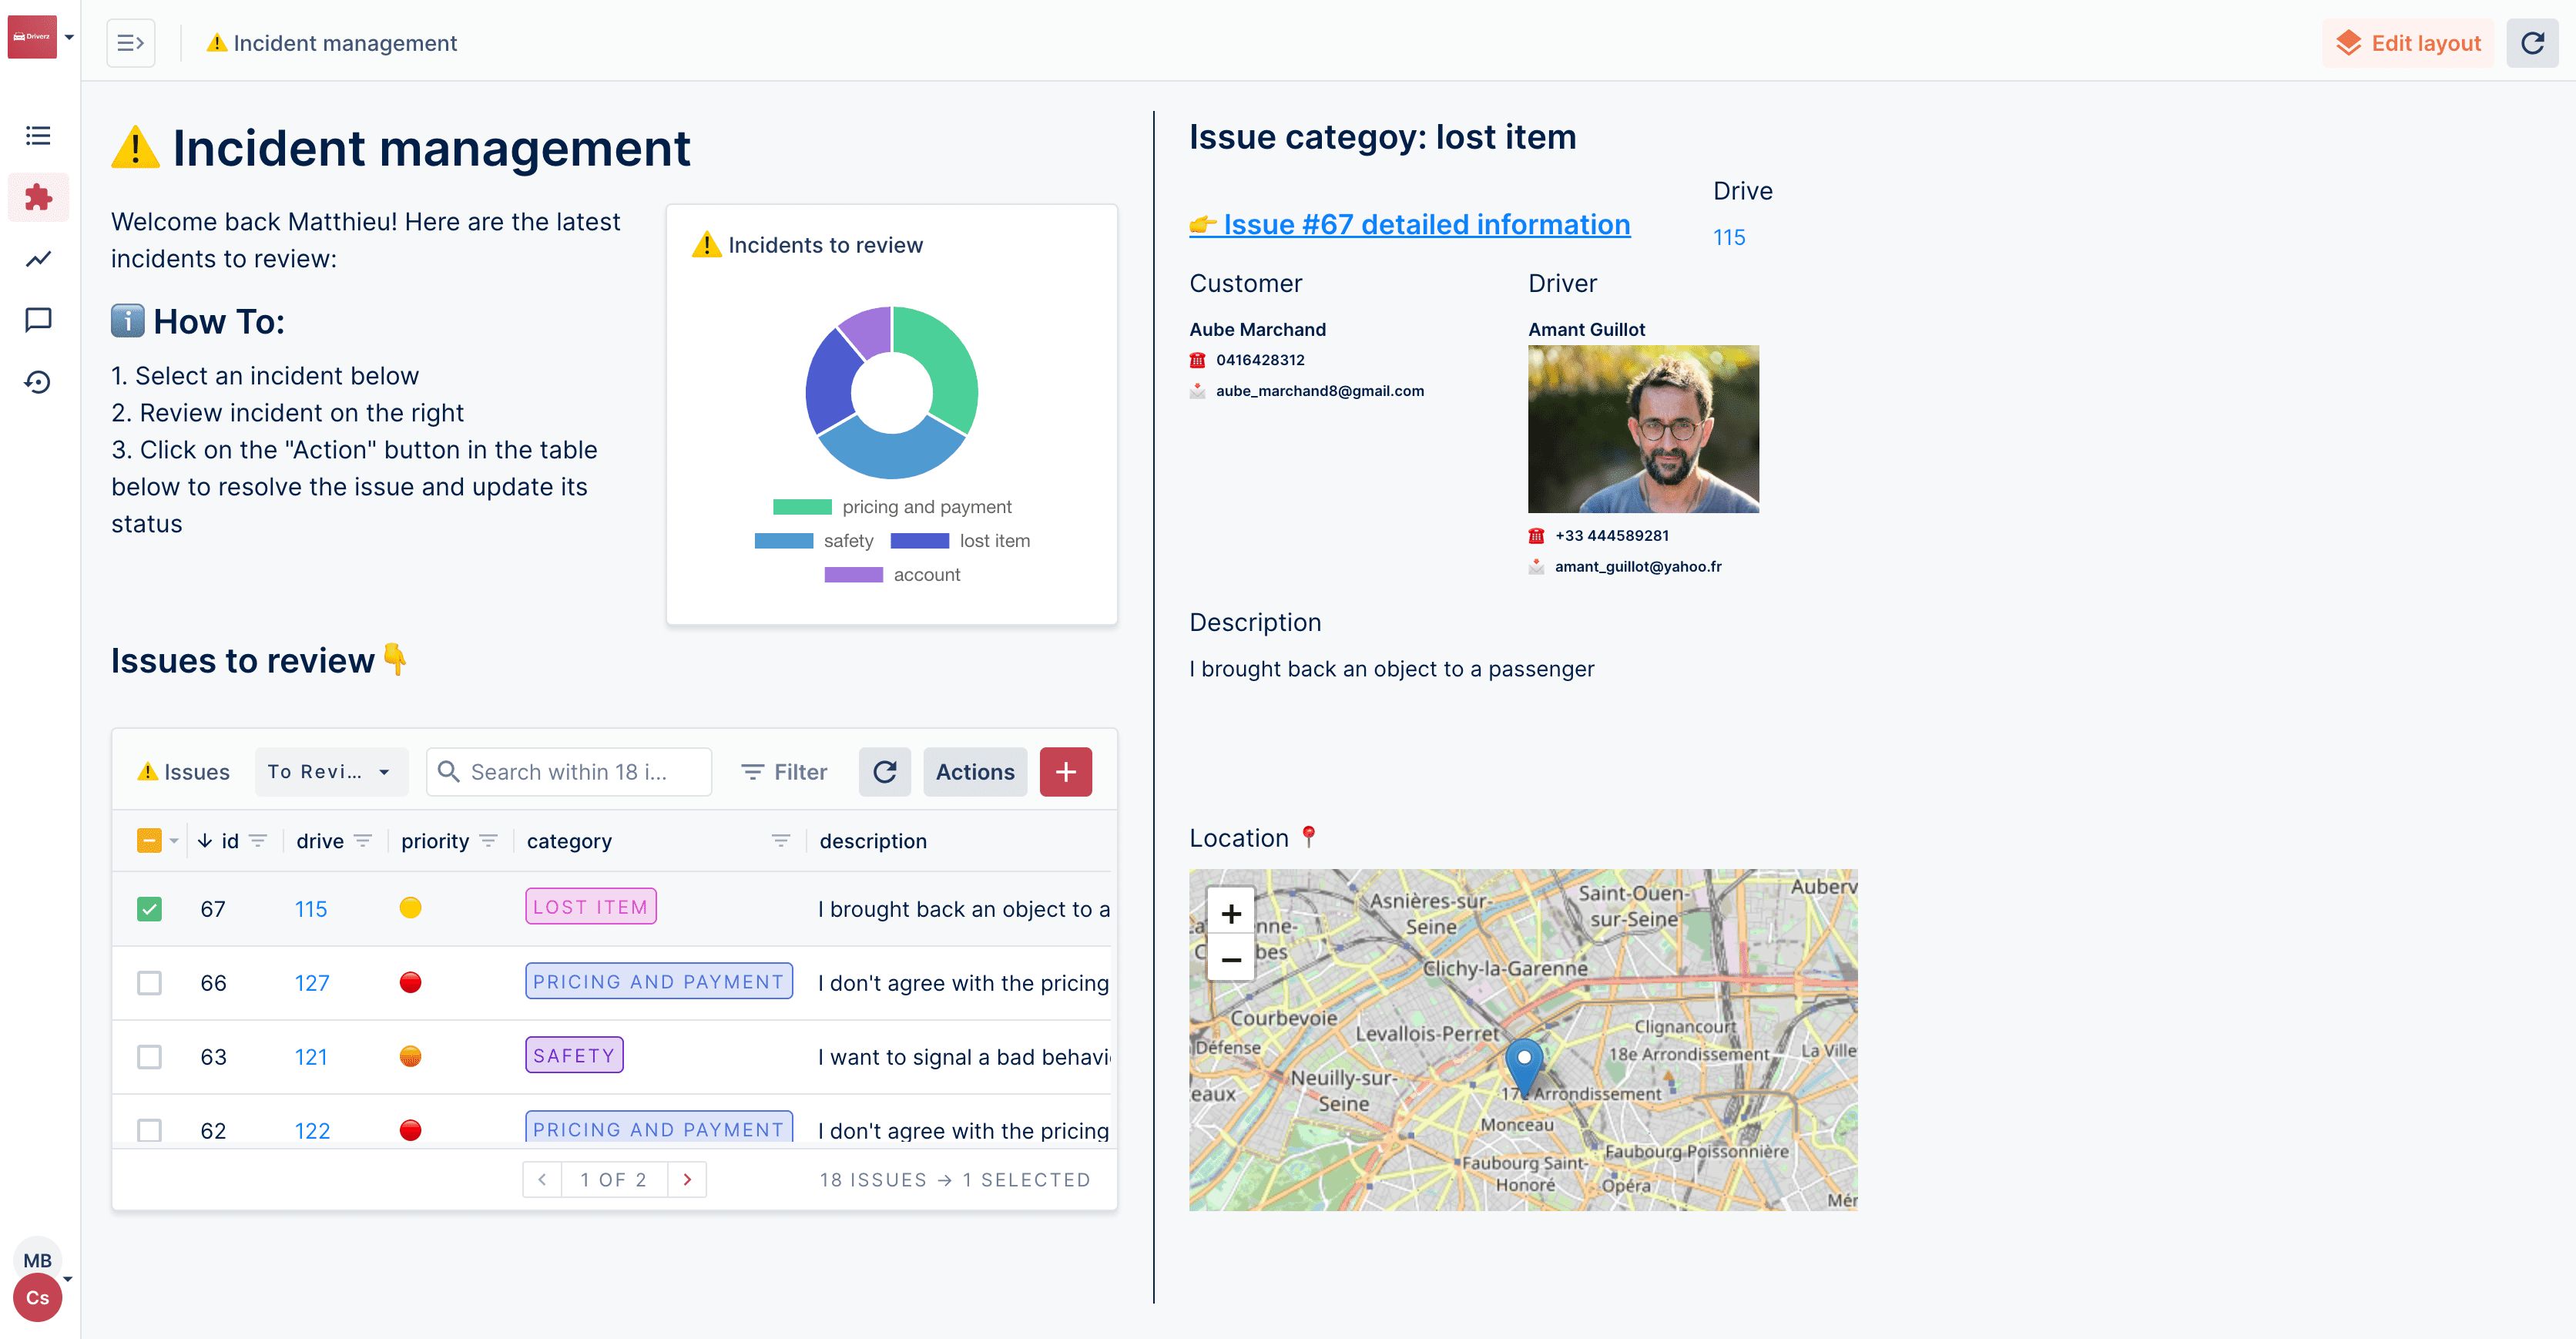 Driverz
Incident management
Edit layout
Incident management
Welcome back Matthieu! Here are the latest
incidents to review:
How To:
1. Select an incident below
2. Review incident on the right
3. Click on the "Action" button in the table
below to resolve the issue and update its
status
Incidents to review
pricing and payment
safety
lost item
account
Issues to review
Issues
To Revi...
Search within 18 i...
Filter
Actions
id
drive
priority
category
description
67 115 LOST ITEM I brought back an object to a
66 127 PRICING AND PAYMENT I don't agree with the pricing
63 121 SAFETY I want to signal a bad behavi
62 122 PRICING AND PAYMENT I don't agree with the pricing
1 OF 2
18 ISSUES → 1 SELECTED
MB
Cs
Issue categoy: lost item
Issue #67 detailed information
Drive
115
Customer
Aube Marchand
0416428312
aube_marchand8@gmail.com
Driver
Amant Guillot
+33 444589281
amant_guillot@yahoo.fr
Description
I brought back an object to a passenger
Location
+
−
Asnières-sur-
Seine
Saint-Ouen-
sur-Seine
Auberv
Clichy-la-Garenne
Courbevoie
Levallois-Perret
Clignancourt
Défense
18e Arrondissement
La Ville
Neuilly-sur-
Seine
Arrondissement
Monceau
Faubourg Saint-
Honoré
Faubourg Poissonnière
Opéra